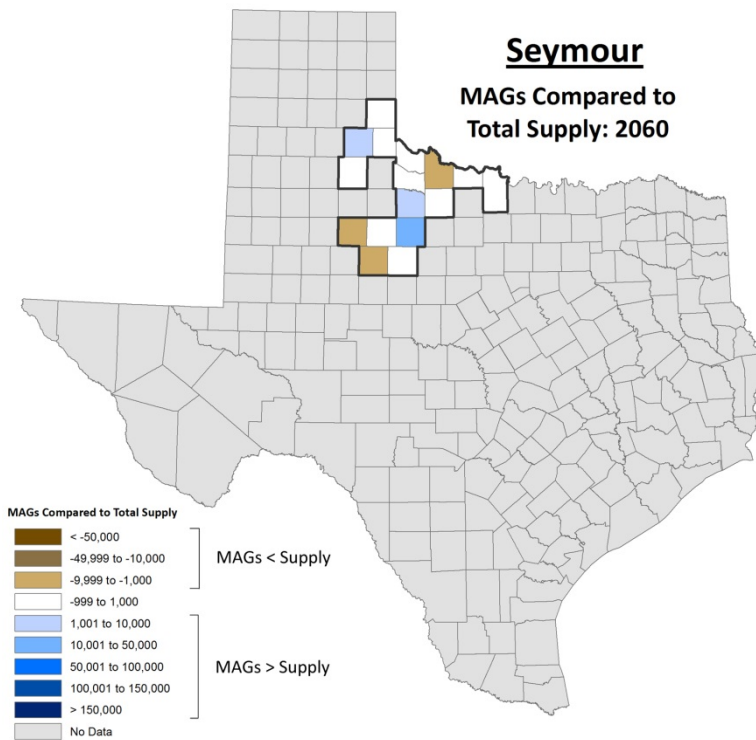 Seymour
MAGs Compared to
Total Supply: 2060
MAGs Compared to Total Supply
< -50,000
-49,999 to -10,000
-9,999 to -1,000
-999 to 1,000
1,001 to 10,000
10,001 to 50,000
50,001 to 100,000
100,001 to 150,000
> 150,000
No Data
MAGs < Supply
MAGs > Supply